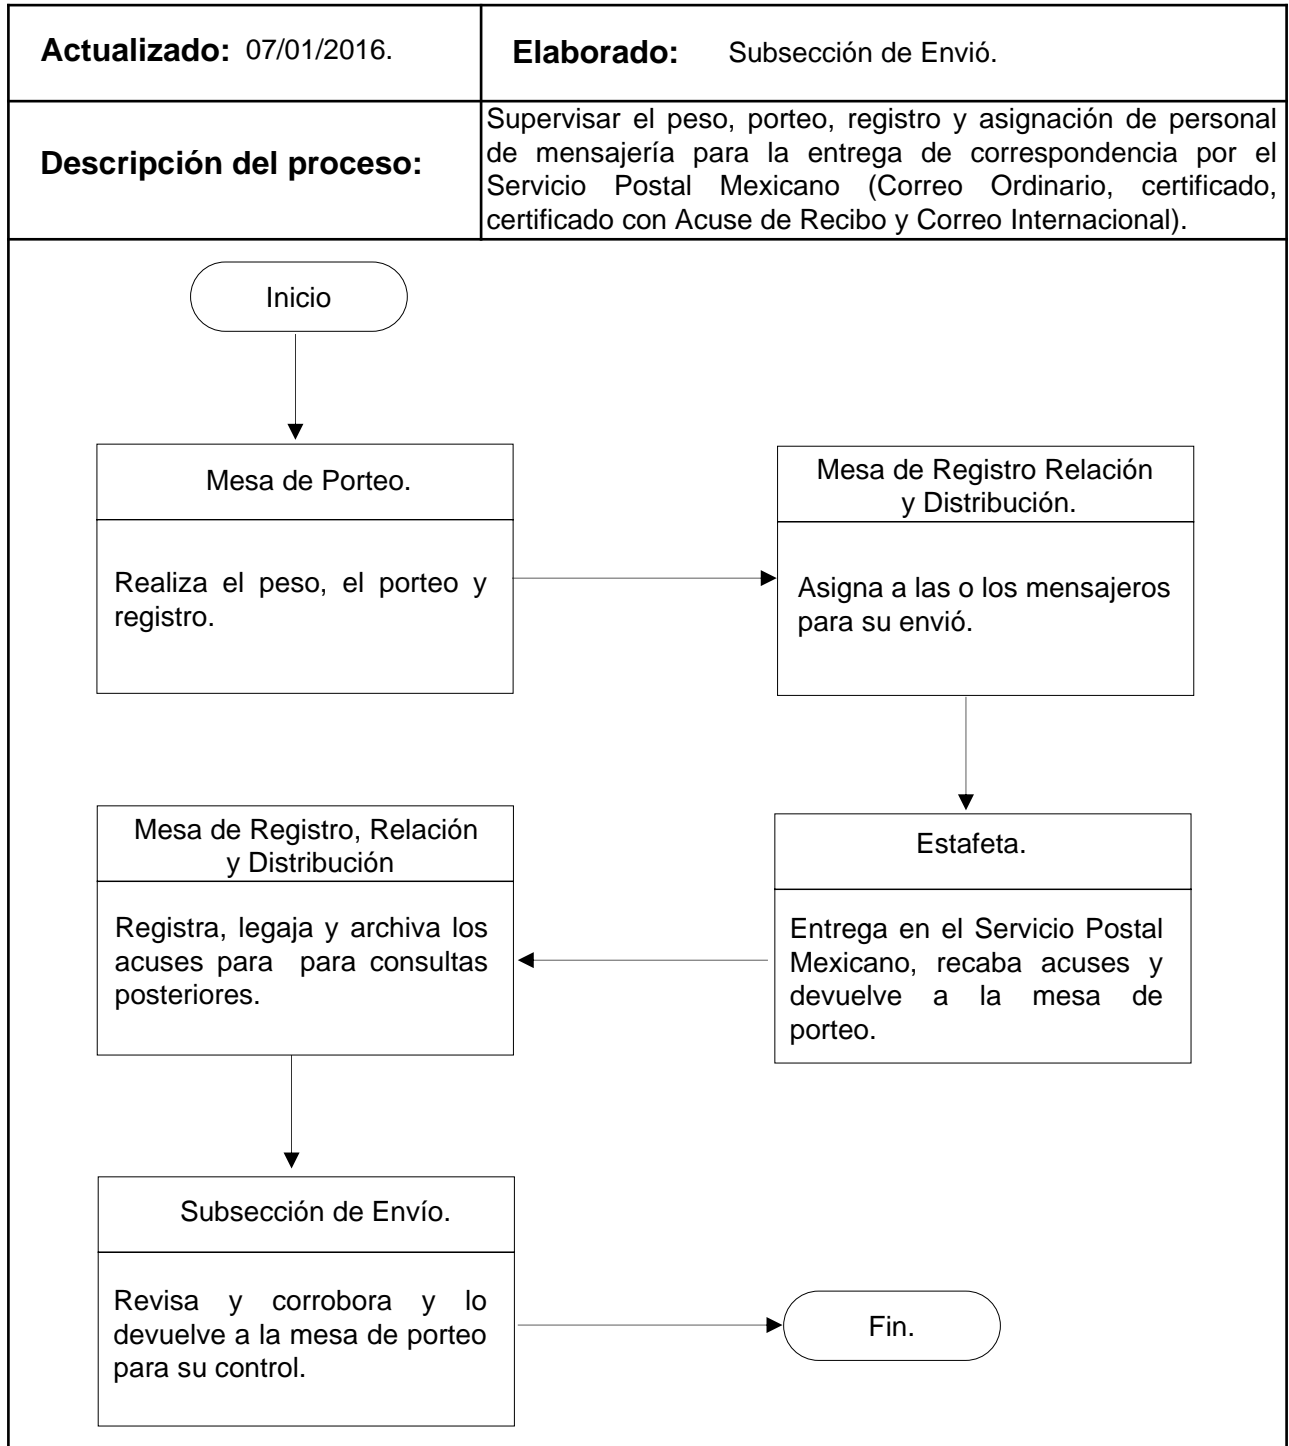 Actualizado: 07/01/2016.
Elaborado: Subsección de Envió.
Descripción del proceso:
Supervisar el peso, porteo, registro y asignación de personal
de mensajería para la entrega de correspondencia por el
Servicio Postal Mexicano (Correo Ordinario, certificado,
certificado con Acuse de Recibo y Correo Internacional).
Inicio
Mesa de Porteo.
Realiza el peso, el porteo y
registro.
Mesa de Registro Relación
y Distribución.
Asigna a las o los mensajeros
para su envió.
Estafeta.
Entrega en el Servicio Postal
Mexicano, recaba acuses y
devuelve a la mesa de
porteo.
Mesa de Registro, Relación
y Distribución
Registra, legaja y archiva los
acuses para para consultas
posteriores.
Subsección de Envío.
Revisa y corrobora y lo
devuelve a la mesa de porteo
para su control.
Fin.